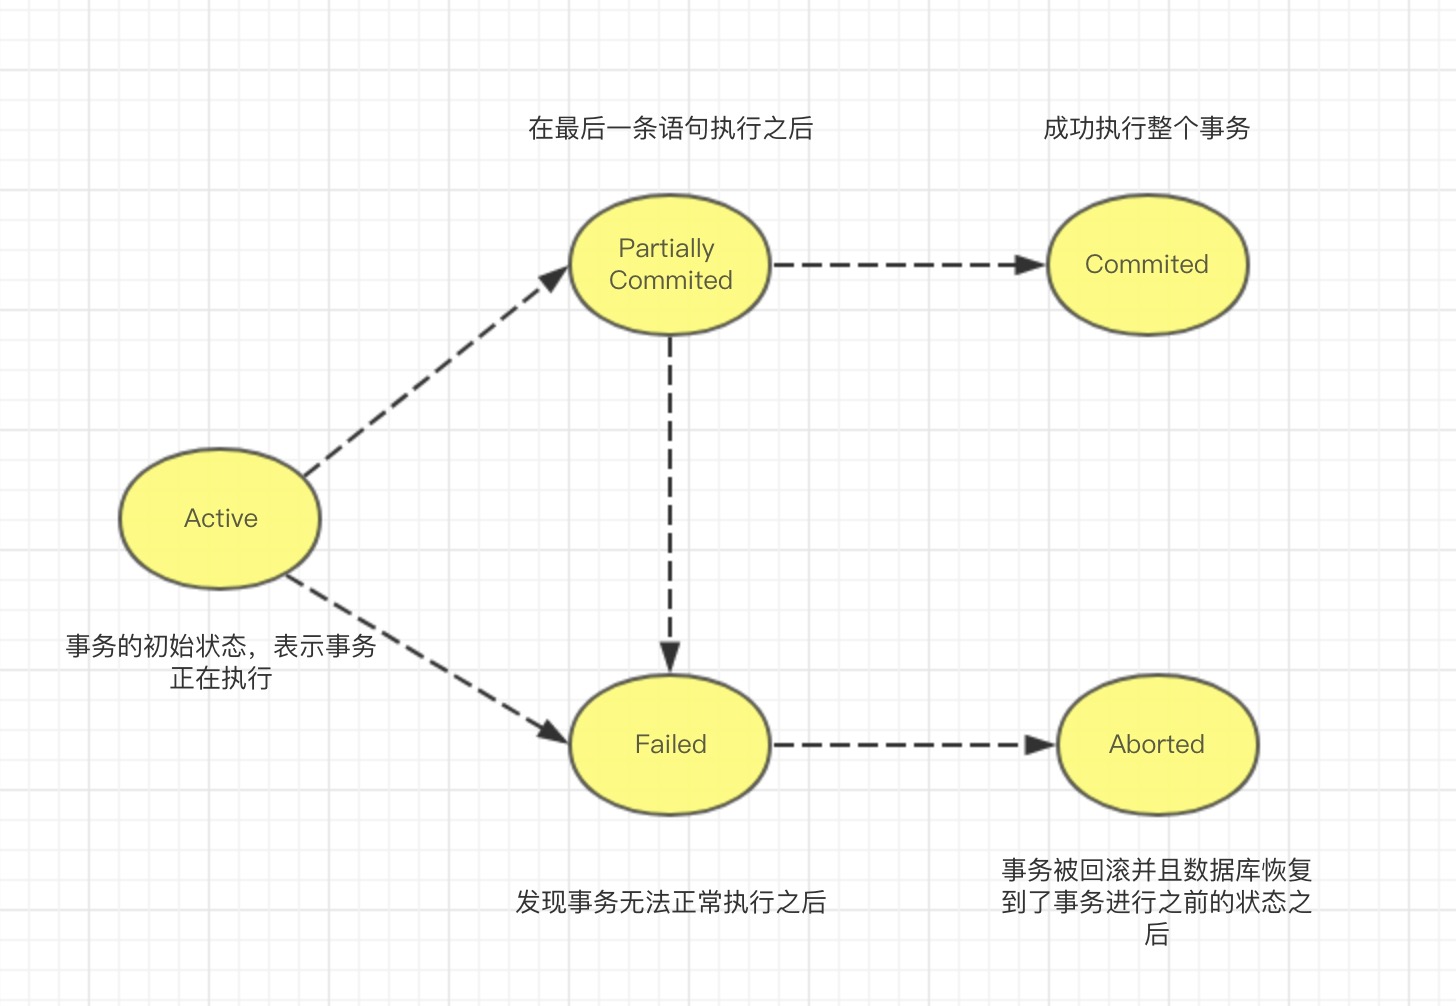 在最后一条语句执行之后
成功执行整个事务
Partially
Commited
Commited
Active
事务的初始状态，表示事务
正在执行
Failed
Aborted
发现事务无法正常执行之后
事务被回滚并且数据库恢复
到了事务进行之前的状态之
后